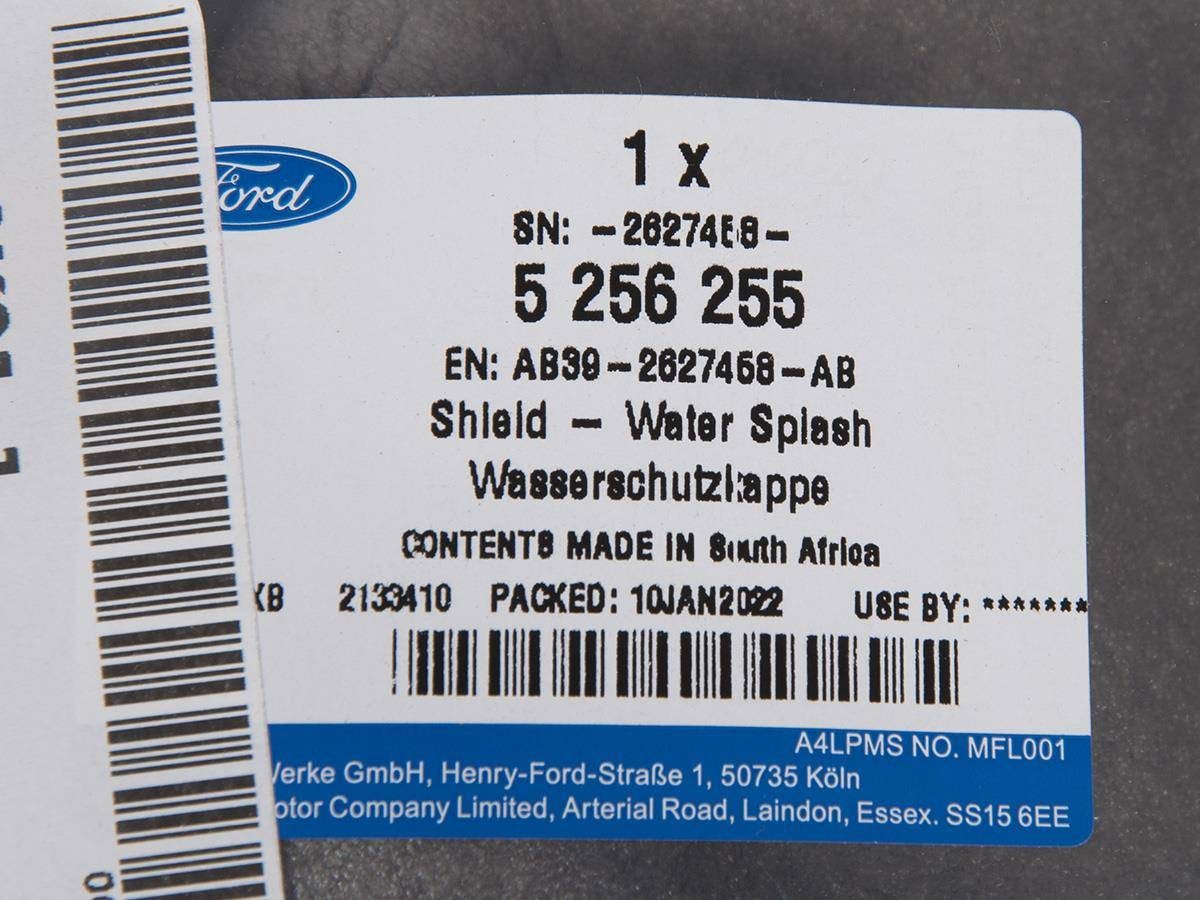 Ford
1 x
SN: -2627458-
5 256 255
EN: AB39-2627458-AB
Shield - Water Splash
Wasserschutzkappe
CONTENTS MADE IN South Africa
XB 2133410 PACKED: 10JAN2022 USE BY: *******
A4LPMS NO. MFL001
Werke GmbH, Henry-Ford-Straße 1, 50735 Köln
otor Company Limited, Arterial Road, Laindon, Essex. SS15 6EE